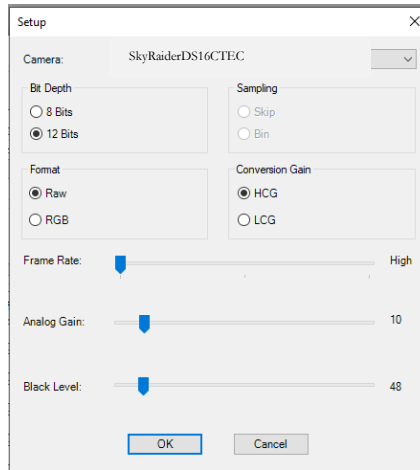 Setup
Camera: SkyRaiderDS16CTEC
Bit Depth
8 Bits
12 Bits
Sampling
Skip
Bin
Format
Raw
RGB
Conversion Gain
HCG
LCG
Frame Rate: High
Analog Gain: 10
Black Level: 48
OK Cancel